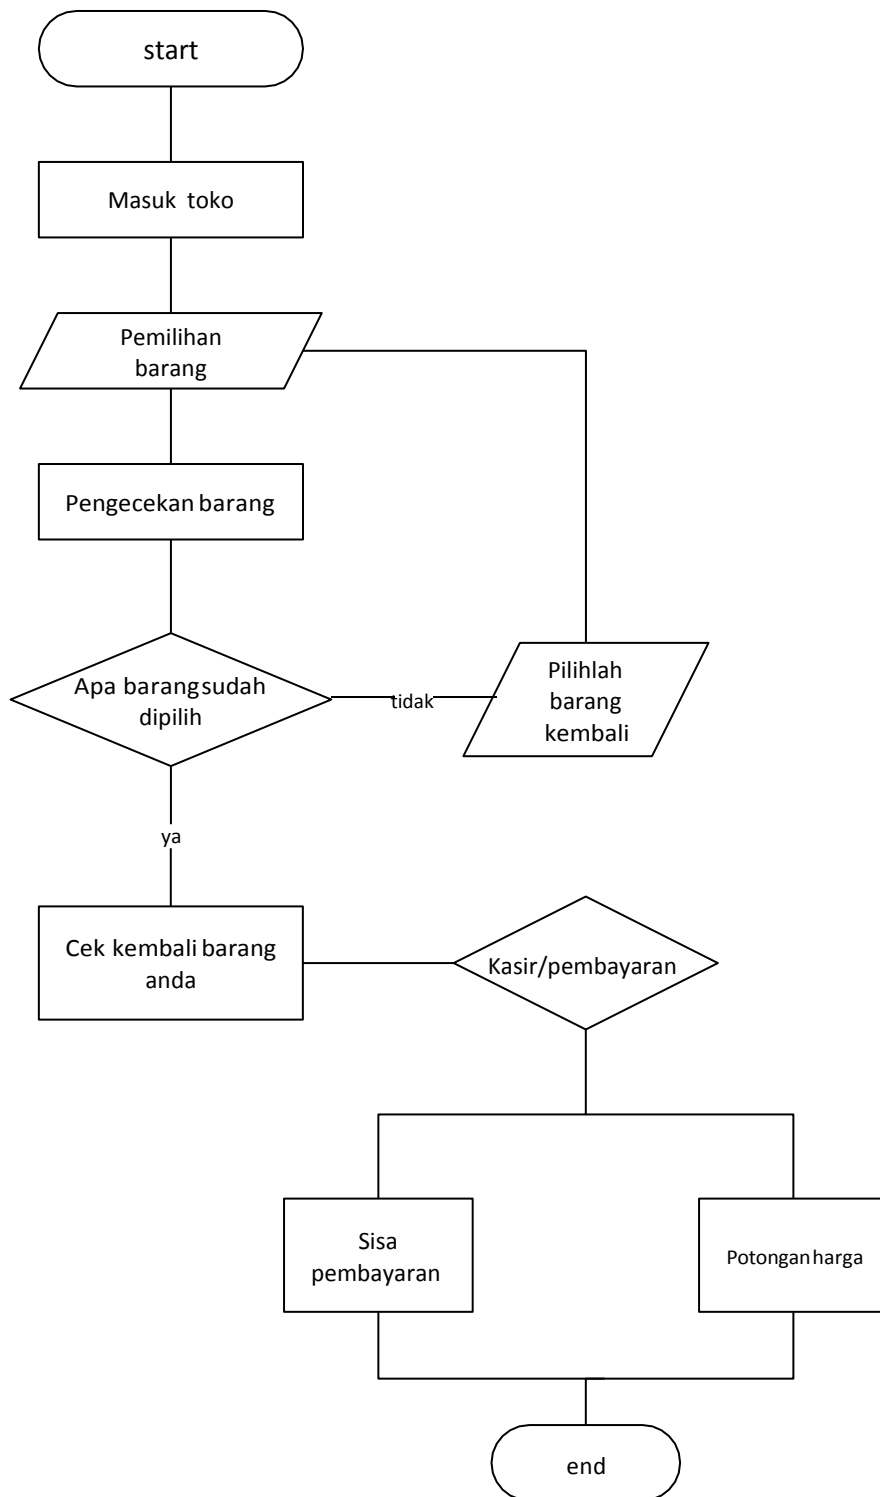 start
Masuk toko
Pemilihan
barang
Pengecekan barang
Apa barang sudah
dipilih
tidak
Pilihlah
barang
kembali
ya
Cek kembali barang
anda
Kasir/pembayaran
Sisa
pembayaran
Potongan harga
end